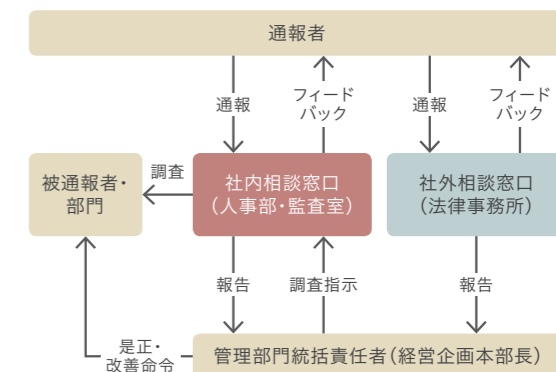 通報者
通報
フィード
バック
通報
フィード
バック
被通報者・
部門
調査
社内相談窓口
（人事部・監査室）
社外相談窓口
（法律事務所）
報告
調査指示
報告
是正・
改善命令
管理部門統括責任者（経営企画本部長）